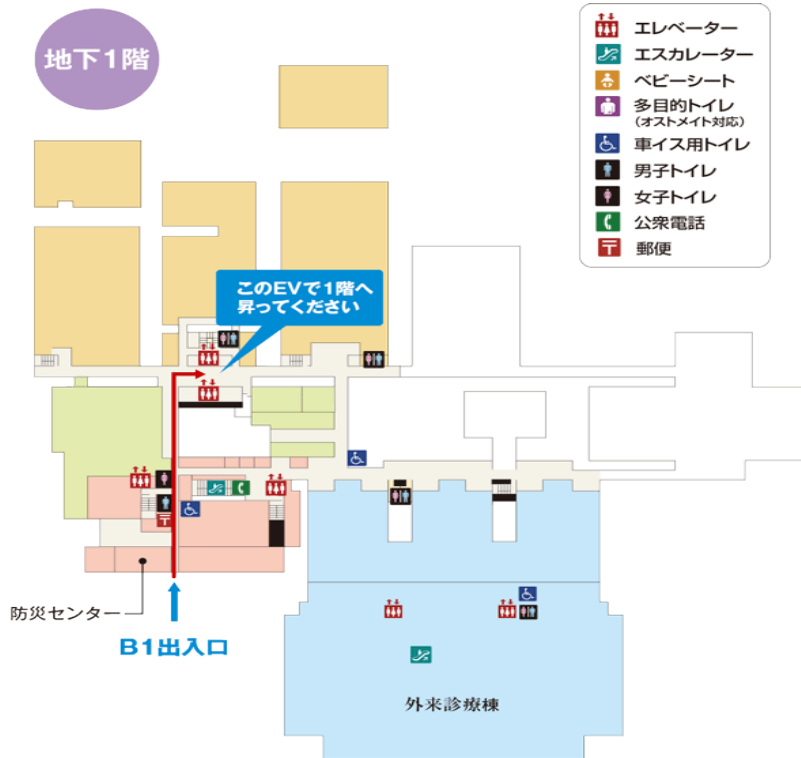 地下1階
エレベーター
エスカレーター
ベビーシート
多目的トイレ
(オストメイト対応)
車イス用トイレ
男子トイレ
女子トイレ
公衆電話
郵便
このEVで1階へ
昇ってください
防災センター
B1出入口
外来診療棟